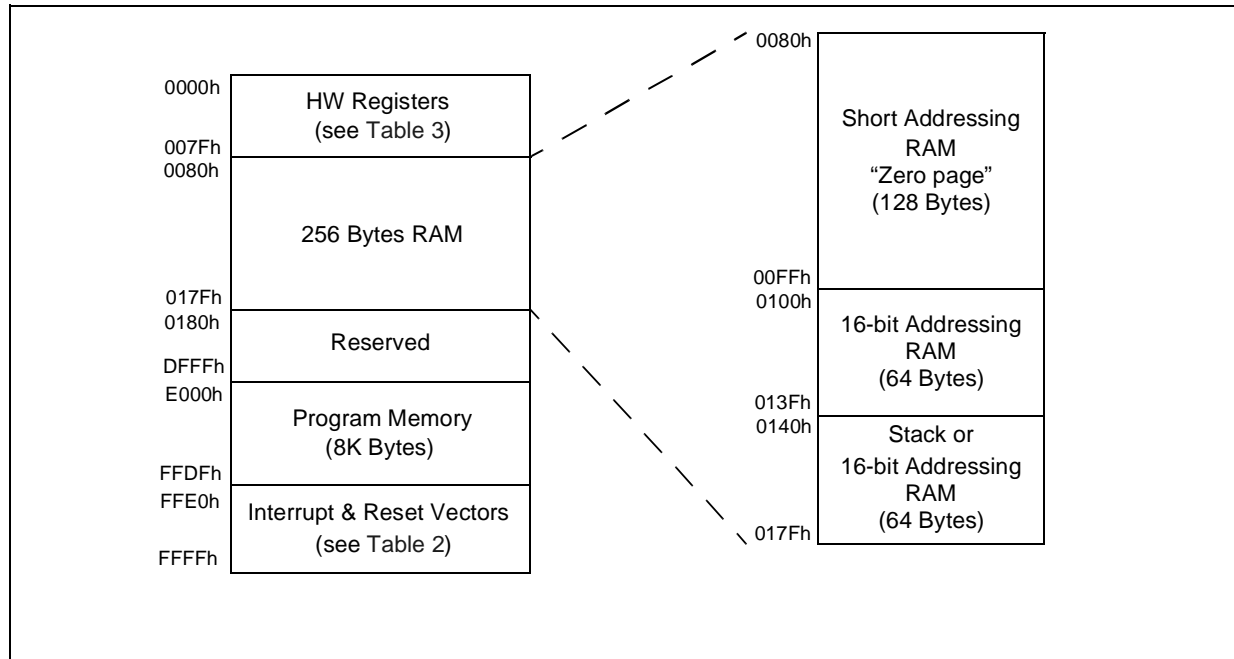 0000h
HW Registers
(see Table 3)
007Fh
0080h
256 Bytes RAM
017Fh
0180h
Reserved
DFFFh
E000h
Program Memory
(8K Bytes)
FFDFh
FFE0h
Interrupt & Reset Vectors
(see Table 2)
FFFFh
0080h
Short Addressing
RAM
“Zero page”
(128 Bytes)
00FFh
0100h
16-bit Addressing
RAM
(64 Bytes)
013Fh
0140h
Stack or
16-bit Addressing
RAM
(64 Bytes)
017Fh